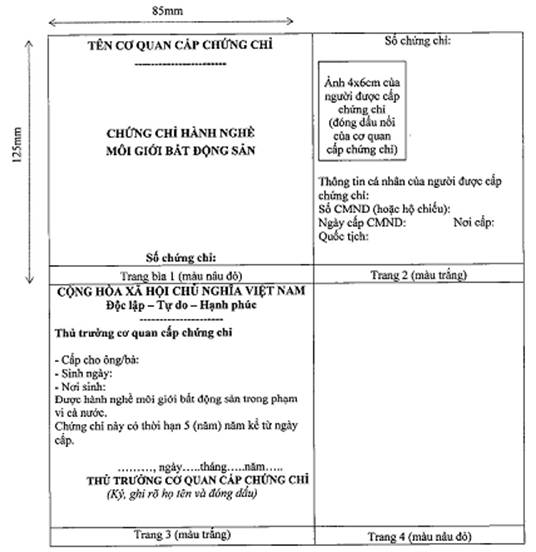 85mm
125mm
TÊN CƠ QUAN CẤP CHỨNG CHỈ
-----------------------
CHỨNG CHỈ HÀNH NGHỀ
MÔI GIỚI BẤT ĐỘNG SẢN
Số chứng chỉ:
Trang bìa 1 (màu nâu đỏ)
Số chứng chỉ:
Ảnh 4x6cm của
người được cấp
chứng chỉ
(đóng dấu nổi
của cơ quan
cấp chứng chỉ)
Thông tin cá nhân của người được cấp
chứng chỉ:
Số CMND (hoặc hộ chiếu):
Ngày cấp CMND: Nơi cấp:
Quốc tịch:
Trang 2 (màu trắng)
CỘNG HÒA XÃ HỘI CHỦ NGHĨA VIỆT NAM
Độc lập – Tự do – Hạnh phúc
----------------------
Thủ trưởng cơ quan cấp chứng chỉ
- Cấp cho ông/bà:
- Sinh ngày:
- Nơi sinh:
Được hành nghề môi giới bất động sản trong phạm
vi cả nước.
Chứng chỉ này có thời hạn 5 (năm) năm kể từ ngày
cấp.
........., ngày.....tháng.....năm.....
THỦ TRƯỞNG CƠ QUAN CẤP CHỨNG CHỈ
(Ký, ghi rõ họ tên và đóng dấu)
Trang 3 (màu trắng)
Trang 4 (màu nâu đỏ)